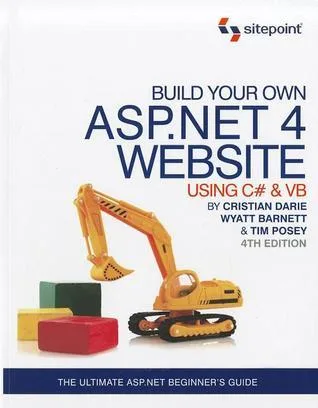 sitepoint
BUILD YOUR OWN
ASP.NET 4
WEBSITE
USING C# & VB
BY CRISTIAN DARIE
WYATT BARNETT
& TIM POSEY
4TH EDITION
THE ULTIMATE ASP.NET BEGINNER'S GUIDE